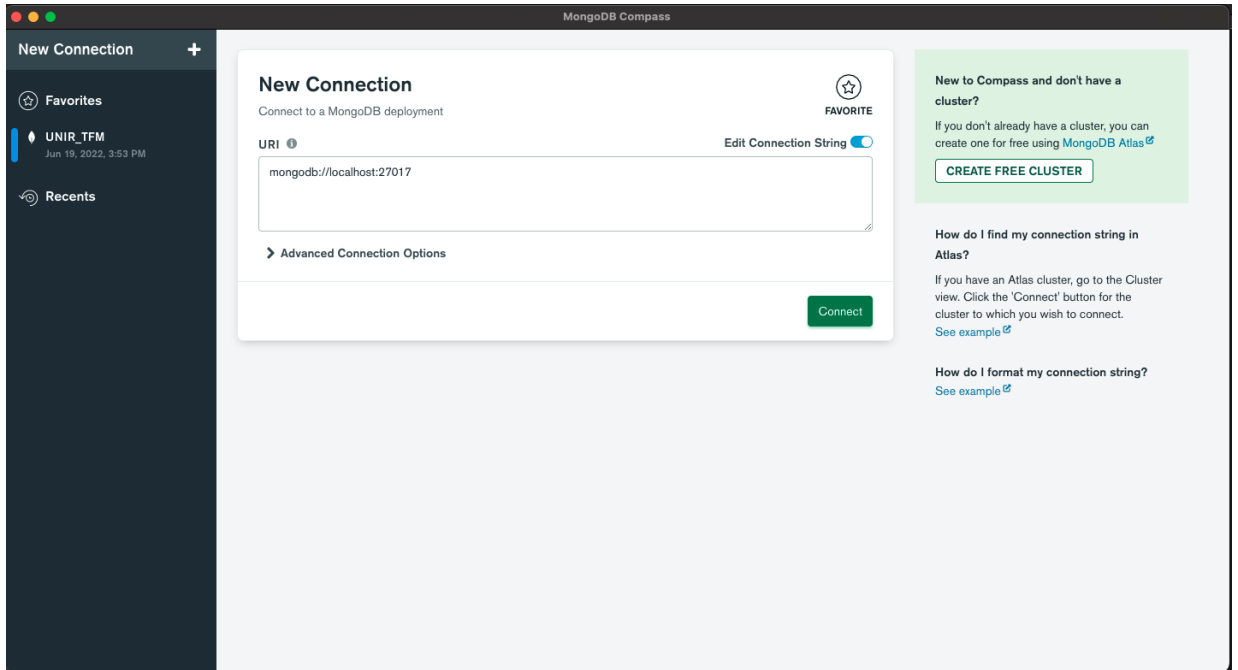 MongoDB Compass
New Connection
Favorites
UNIR_TFM
Jun 19, 2022, 3:53 PM
Recents
New Connection
Connect to a MongoDB deployment
FAVORITE
URI
Edit Connection String
mongodb://localhost:27017
Advanced Connection Options
Connect
New to Compass and don't have a
cluster?
If you don't already have a cluster, you can
create one for free using MongoDB Atlas
CREATE FREE CLUSTER
How do I find my connection string in
Atlas?
If you have an Atlas cluster, go to the Cluster
view. Click the 'Connect' button for the
cluster to which you wish to connect.
See example
How do I format my connection string?
See example